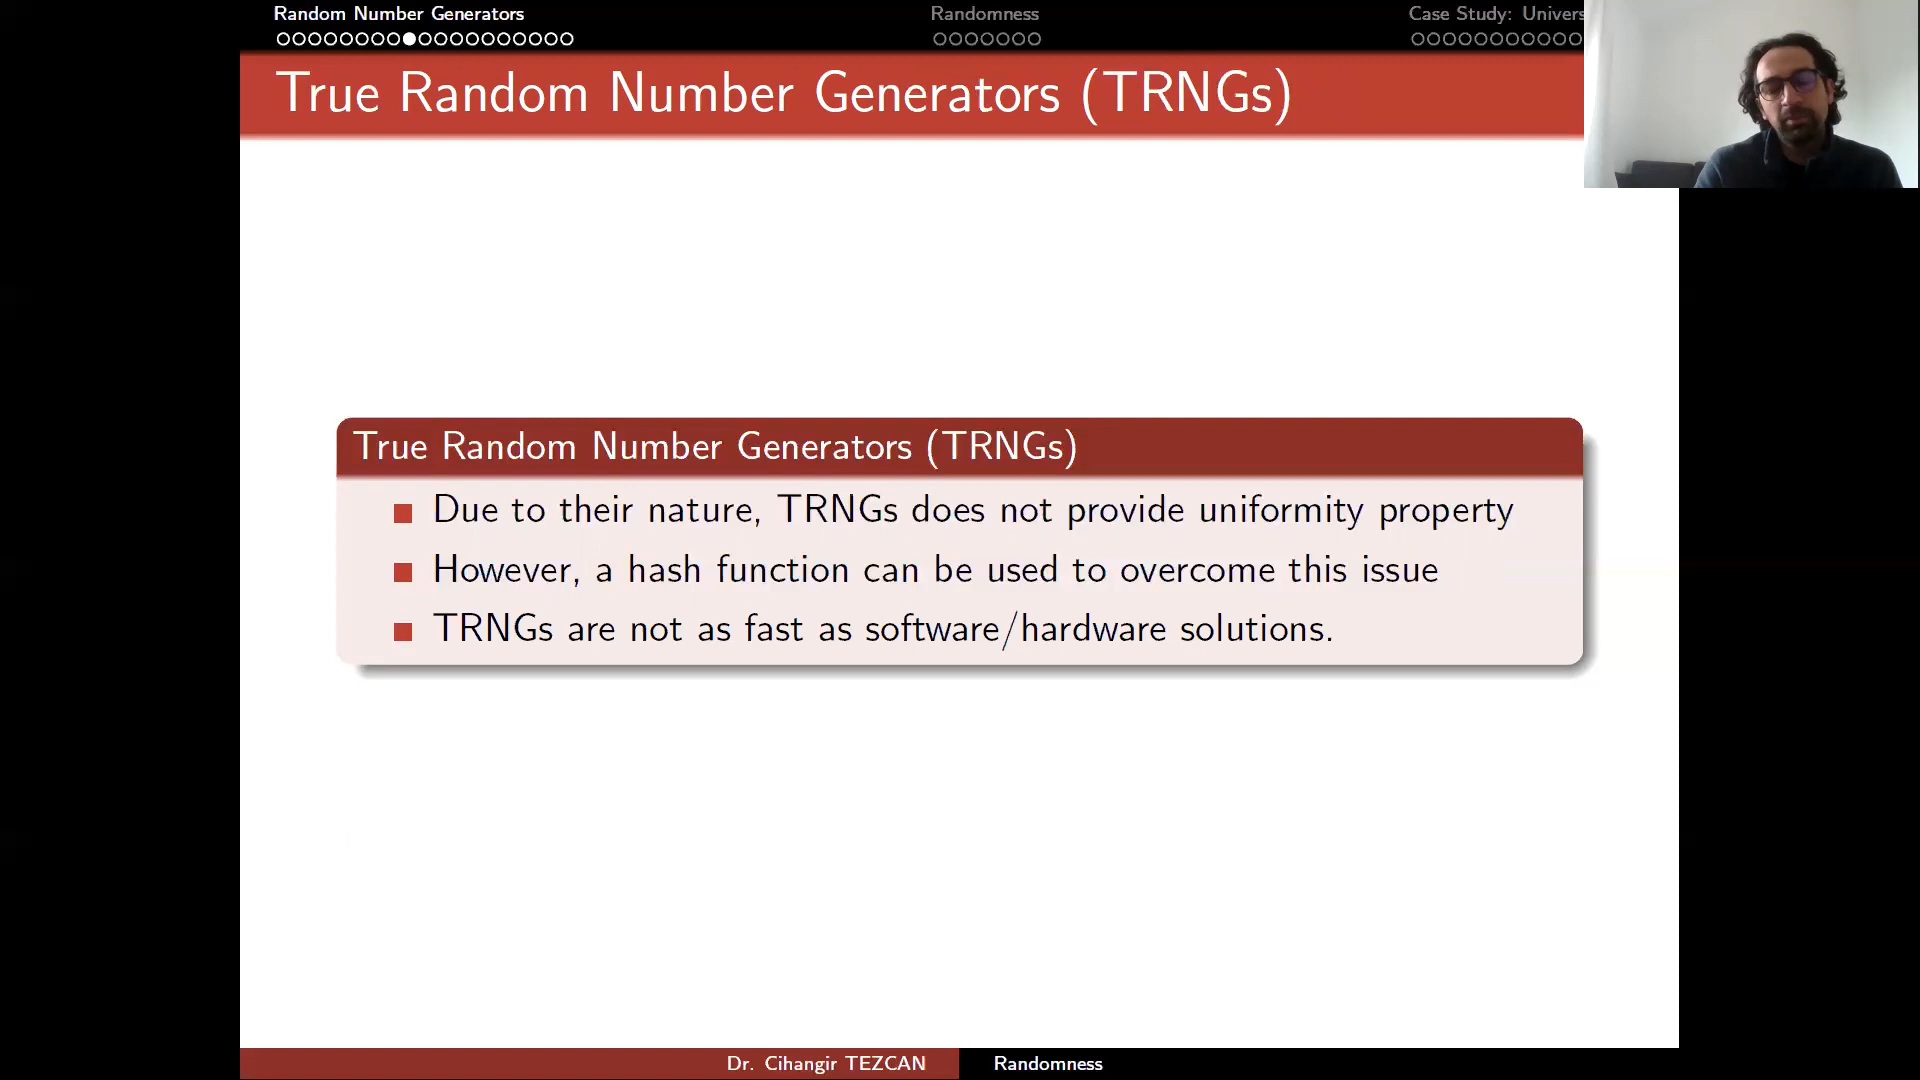 Random Number Generators
Randomness
Case Study: Univers
True Random Number Generators (TRNGs)
True Random Number Generators (TRNGs)
Due to their nature, TRNGs does not provide uniformity property
However, a hash function can be used to overcome this issue
TRNGs are not as fast as software/hardware solutions.
Dr. Cihangir TEZCAN
Randomness